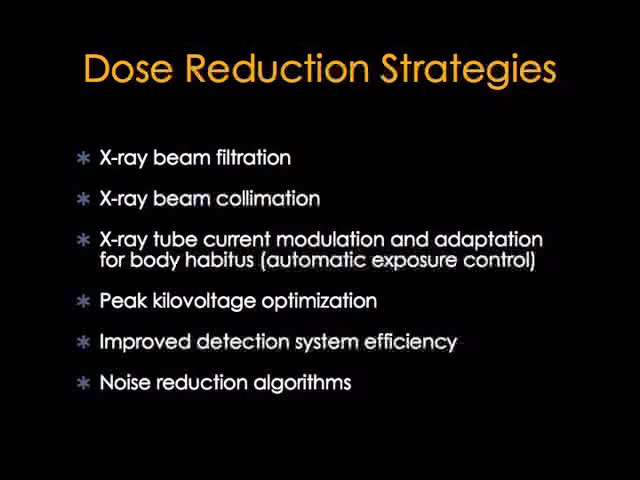 Dose Reduction Strategies
* X-ray beam filtration
* X-ray beam collimation
* X-ray tube current modulation and adaptation
for body habitus (automatic exposure control)
* Peak kilovoltage optimization
* Improved detection system efficiency
* Noise reduction algorithms